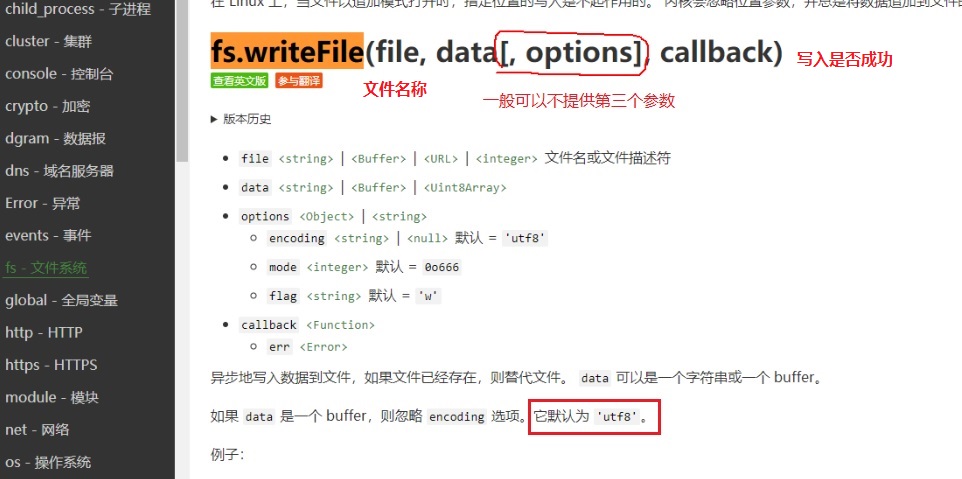 在 Linux 上，当文件以追加模式打开时，指定位置的写入是不起作用的。 内核会忽略位置参数，并总是将数据追加到文件的
child_process - 子进程
cluster - 集群
console - 控制台
crypto - 加密
dgram - 数据报
dns - 域名服务器
Error - 异常
events - 事件
fs - 文件系统
global - 全局变量
http - HTTP
https - HTTPS
module - 模块
net - 网络
os - 操作系统
fs.writeFile(file, data[, options], callback)
写入是否成功
查看英文版 参与翻译
文件名称
一般可以不提供第三个参数
▶ 版本历史
• file <string> | <Buffer> | <URL> | <integer> 文件名或文件描述符
• data <string> | <Buffer> | <Uint8Array>
• options <Object> | <string>
◦ encoding <string> | <null> 默认 = 'utf8'
◦ mode <integer> 默认 = 0o666
◦ flag <string> 默认 = 'w'
• callback <Function>
◦ err <Error>
异步地写入数据到文件，如果文件已经存在，则替代文件。 data 可以是一个字符串或一个 buffer。
如果 data 是一个 buffer，则忽略 encoding 选项。它默认为 'utf8'。
例子：